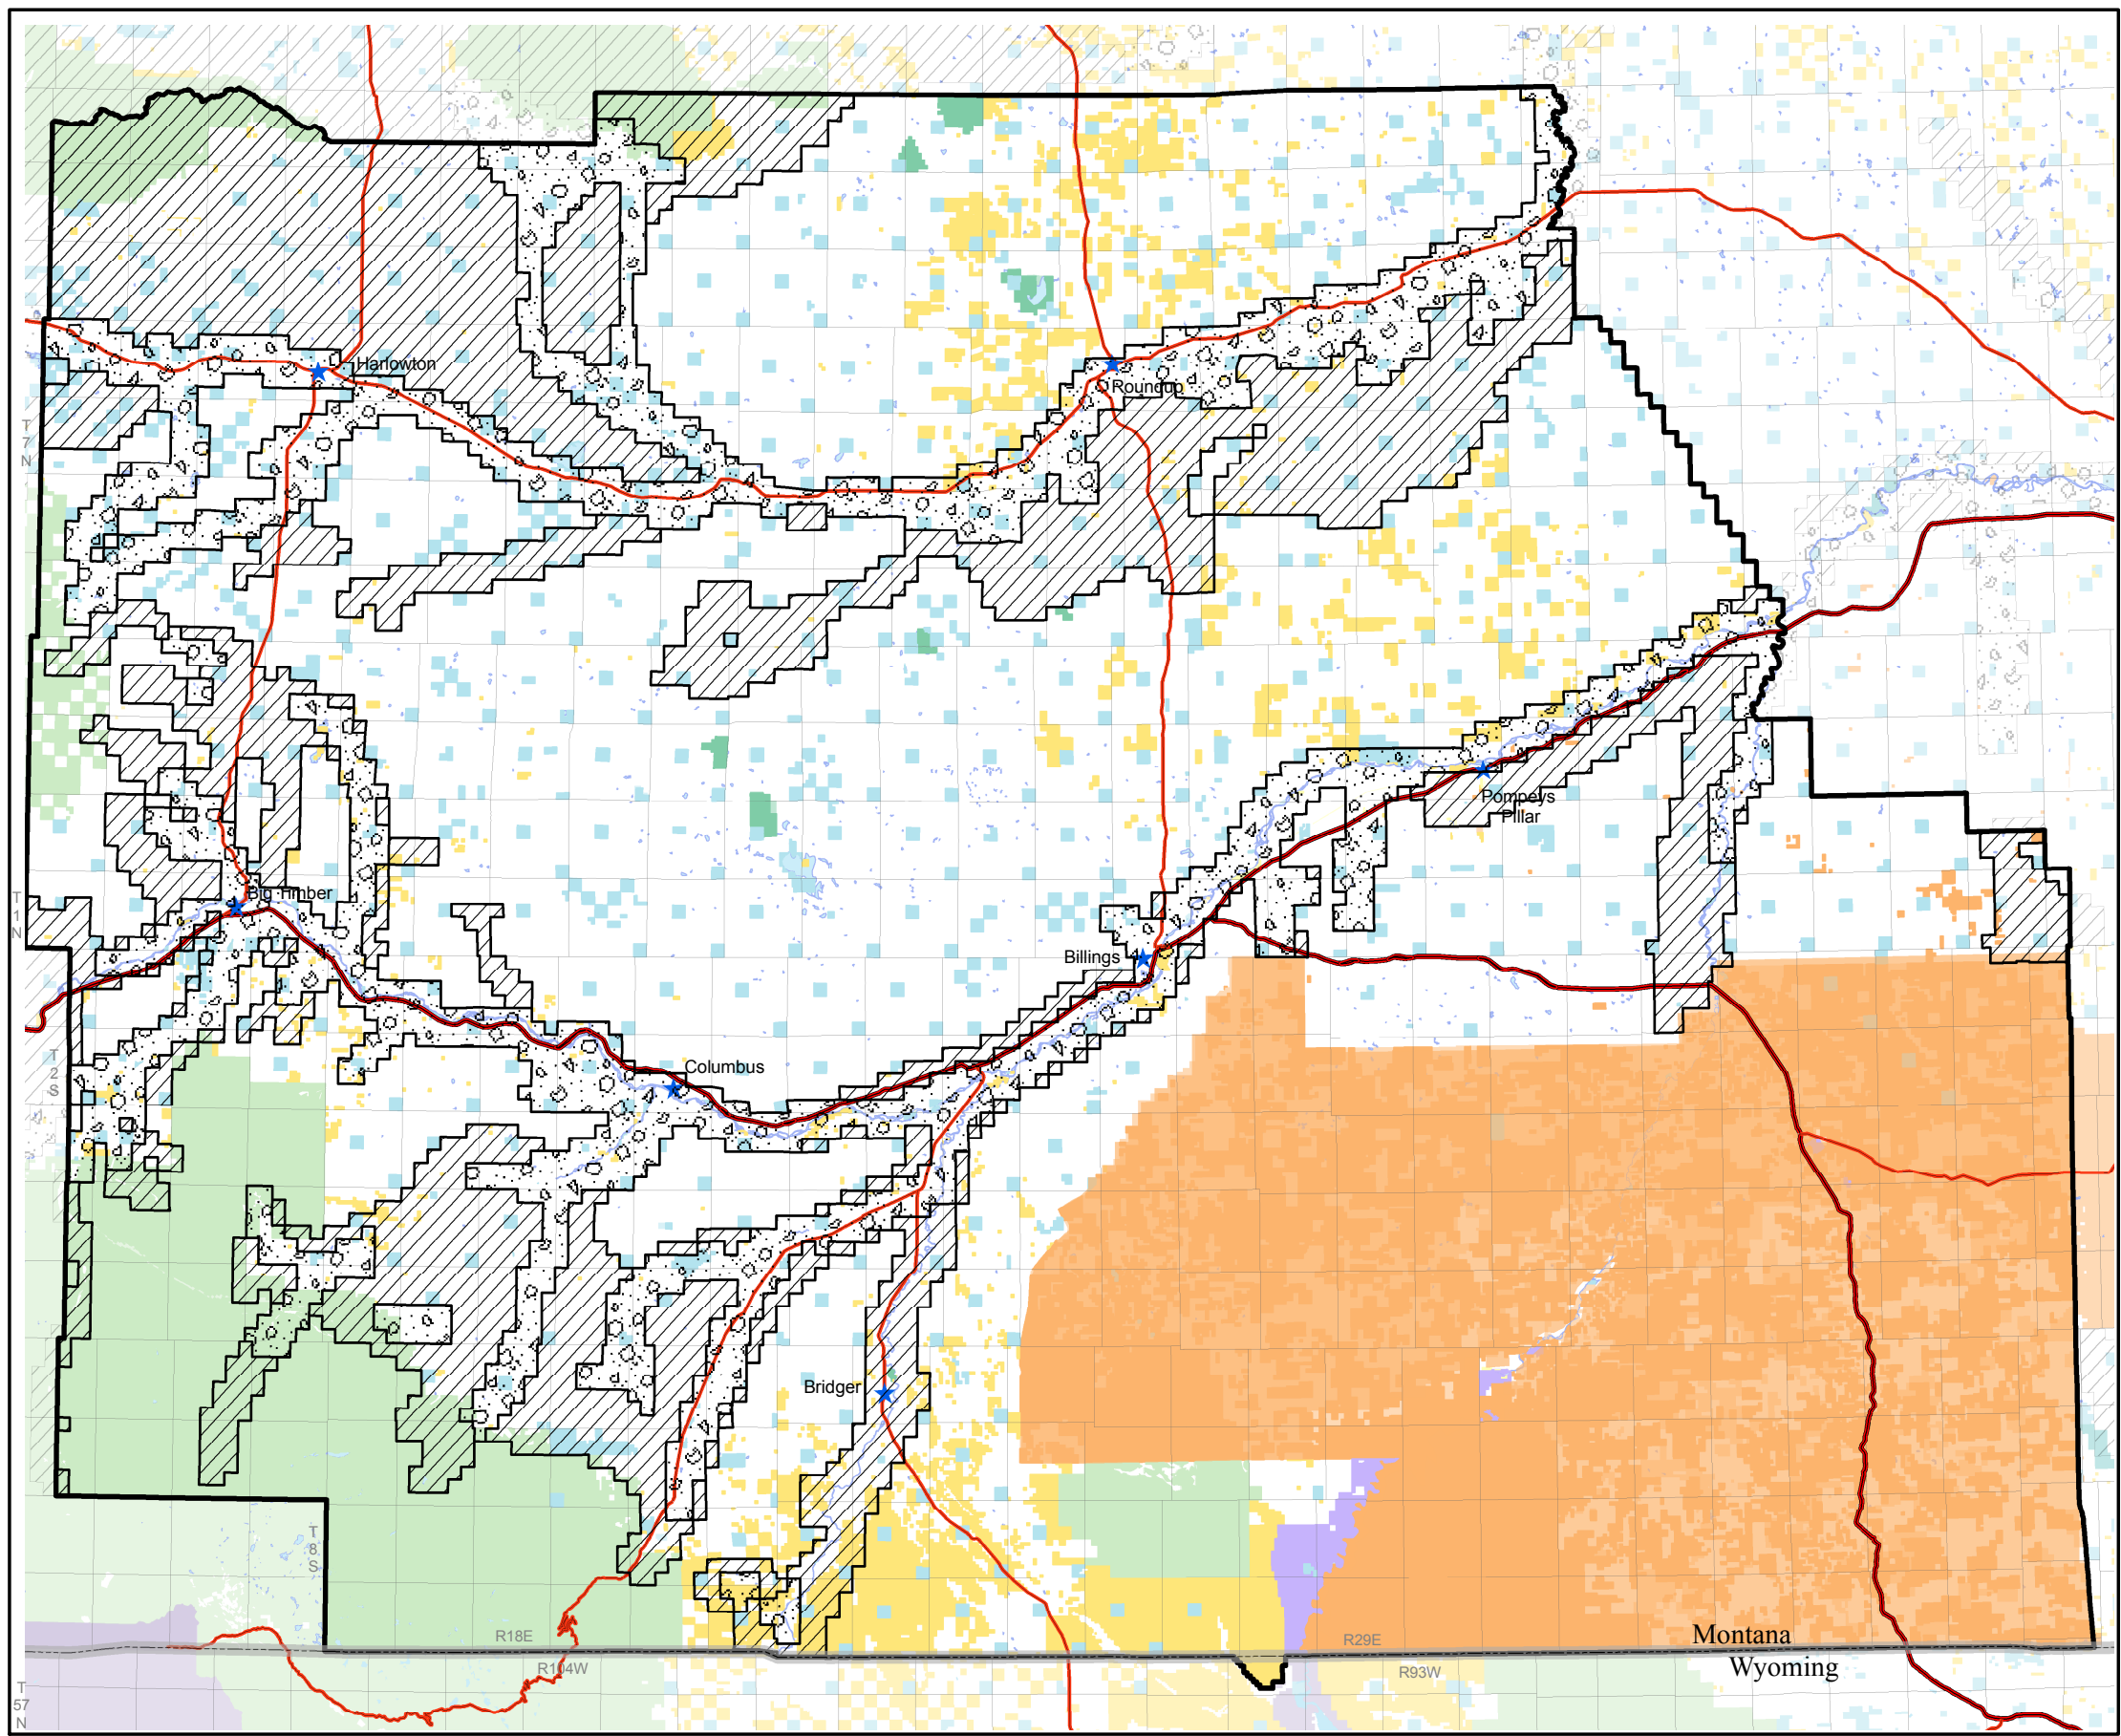 Harlowton
Roundup
T
7
N
Pompeys
Pillar
Big Timber
T
1
N
Billings
T
2
S
Columbus
Bridger
T
8
S
R18E
R29E
Montana
R104W
R93W
Wyoming
T
57
N